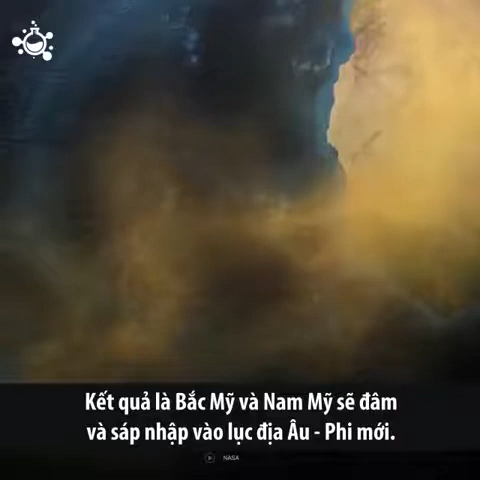 Kết quả là Bắc Mỹ và Nam Mỹ sẽ đâm
và sáp nhập vào lục địa Âu - Phi mới.
NASA